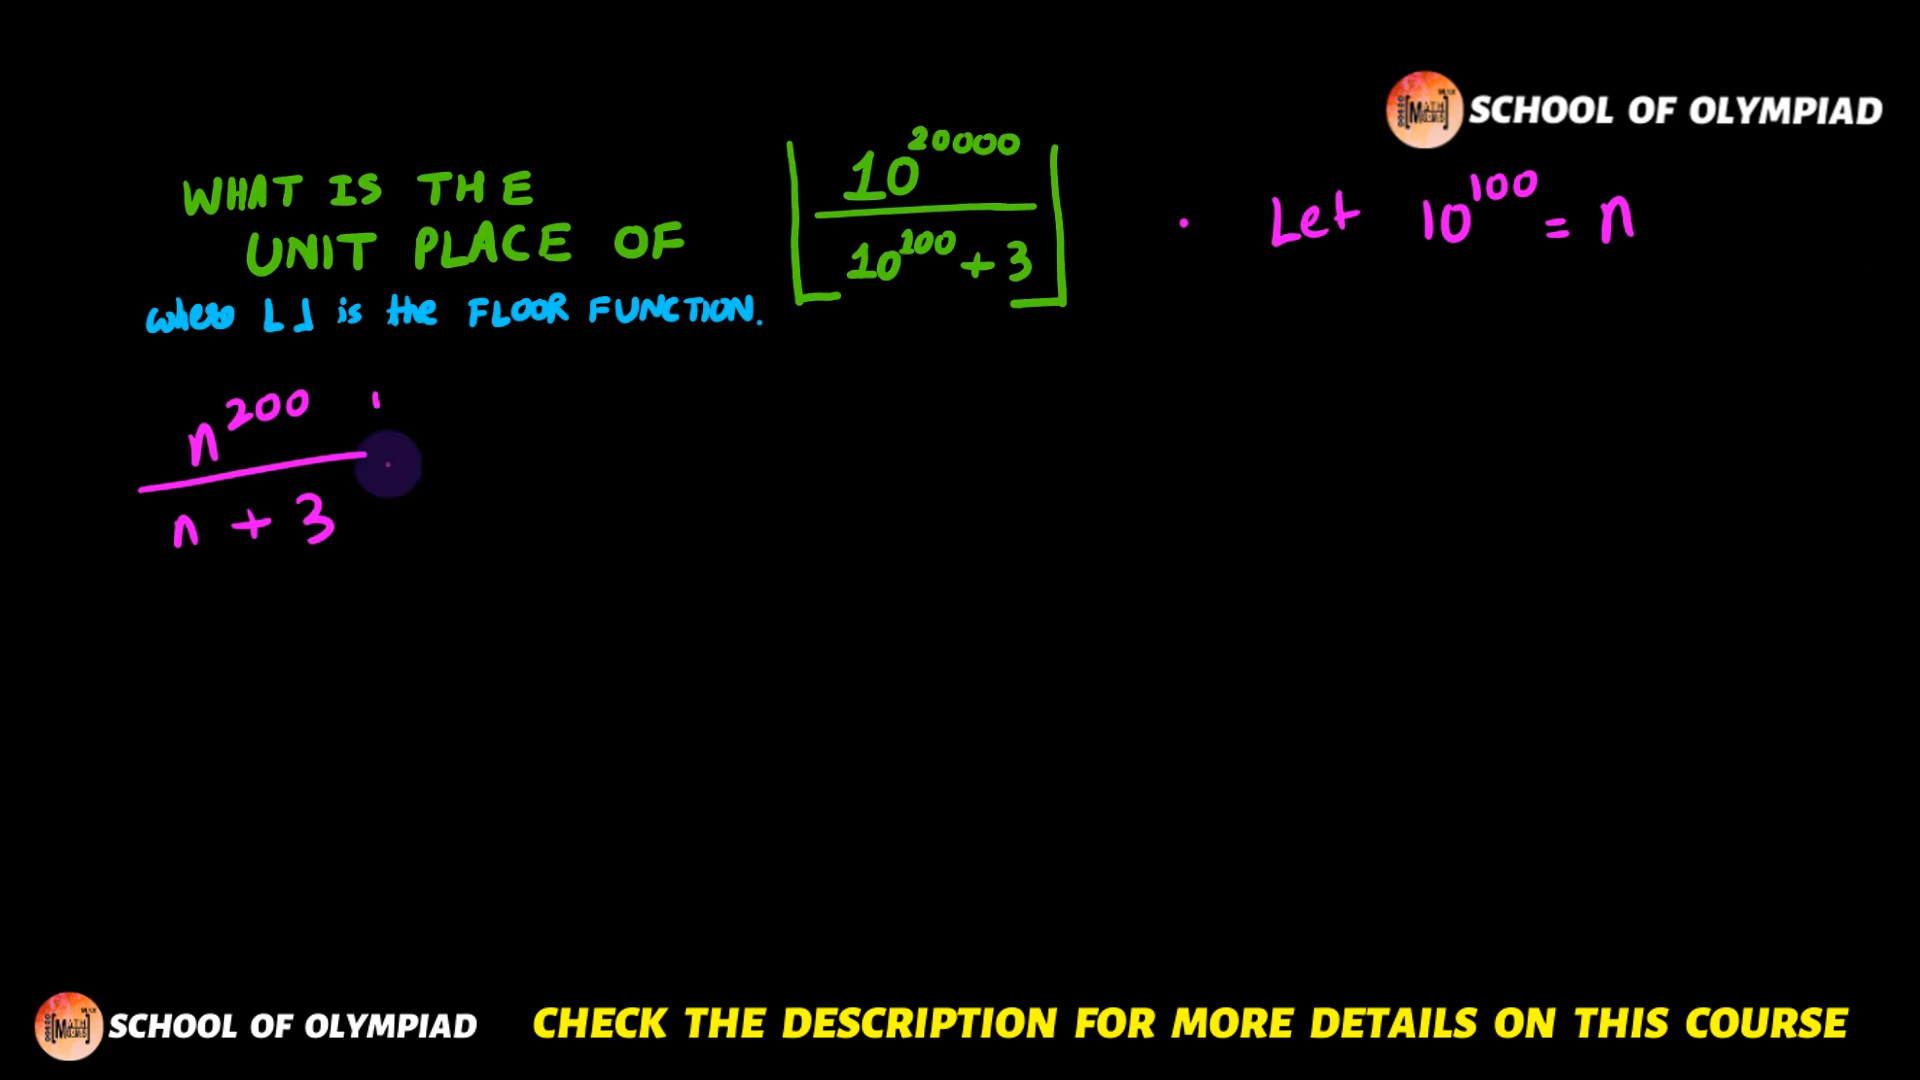 SCHOOL OF OLYMPIAD
WHAT IS THE
UNIT PLACE OF
where ⌊⌋ is the FLOOR FUNCTION.
⌊10^20000 / 10^100 + 3⌋
. Let 10^100 = n
n^200
n + 3
SCHOOL OF OLYMPIAD
CHECK THE DESCRIPTION FOR MORE DETAILS ON THIS COURSE